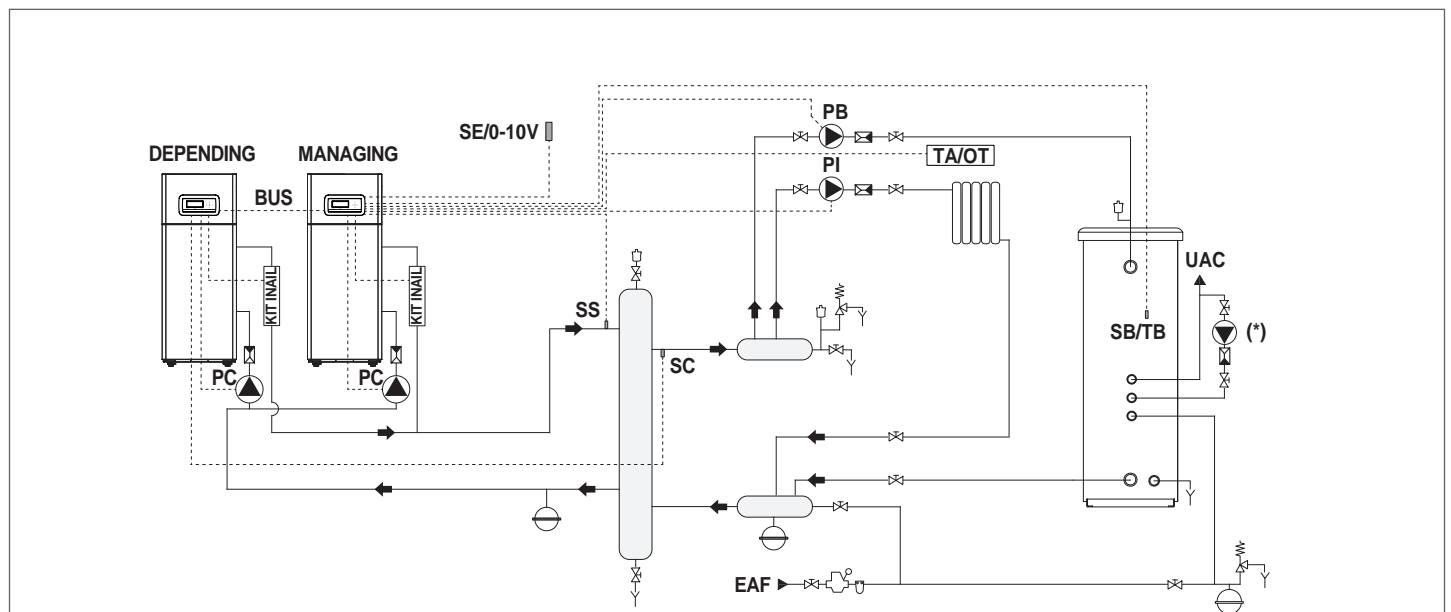 PB
SE/0-10V
DEPENDING
MANAGING
TA/OT
PI
BUS
UAC
KIT INAIL
KIT INAIL
SS
SB/TB
(*)
SC
PC
PC
EAF